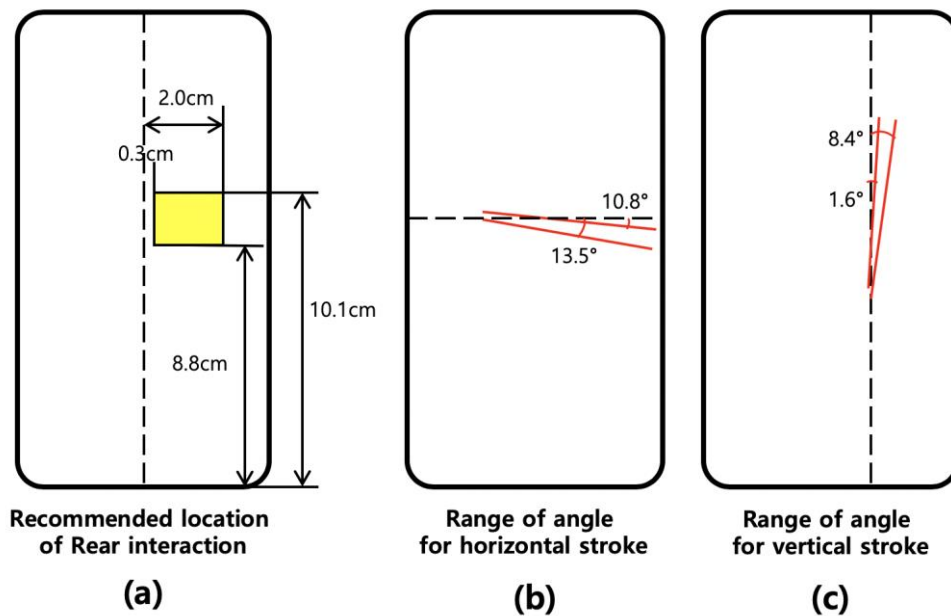 2.0cm
0.3cm
10.1cm
8.8cm
Recommended location
of Rear interaction
(a)
10.8°
13.5°
Range of angle
for horizontal stroke
(b)
8.4°
1.6°
Range of angle
for vertical stroke
(c)